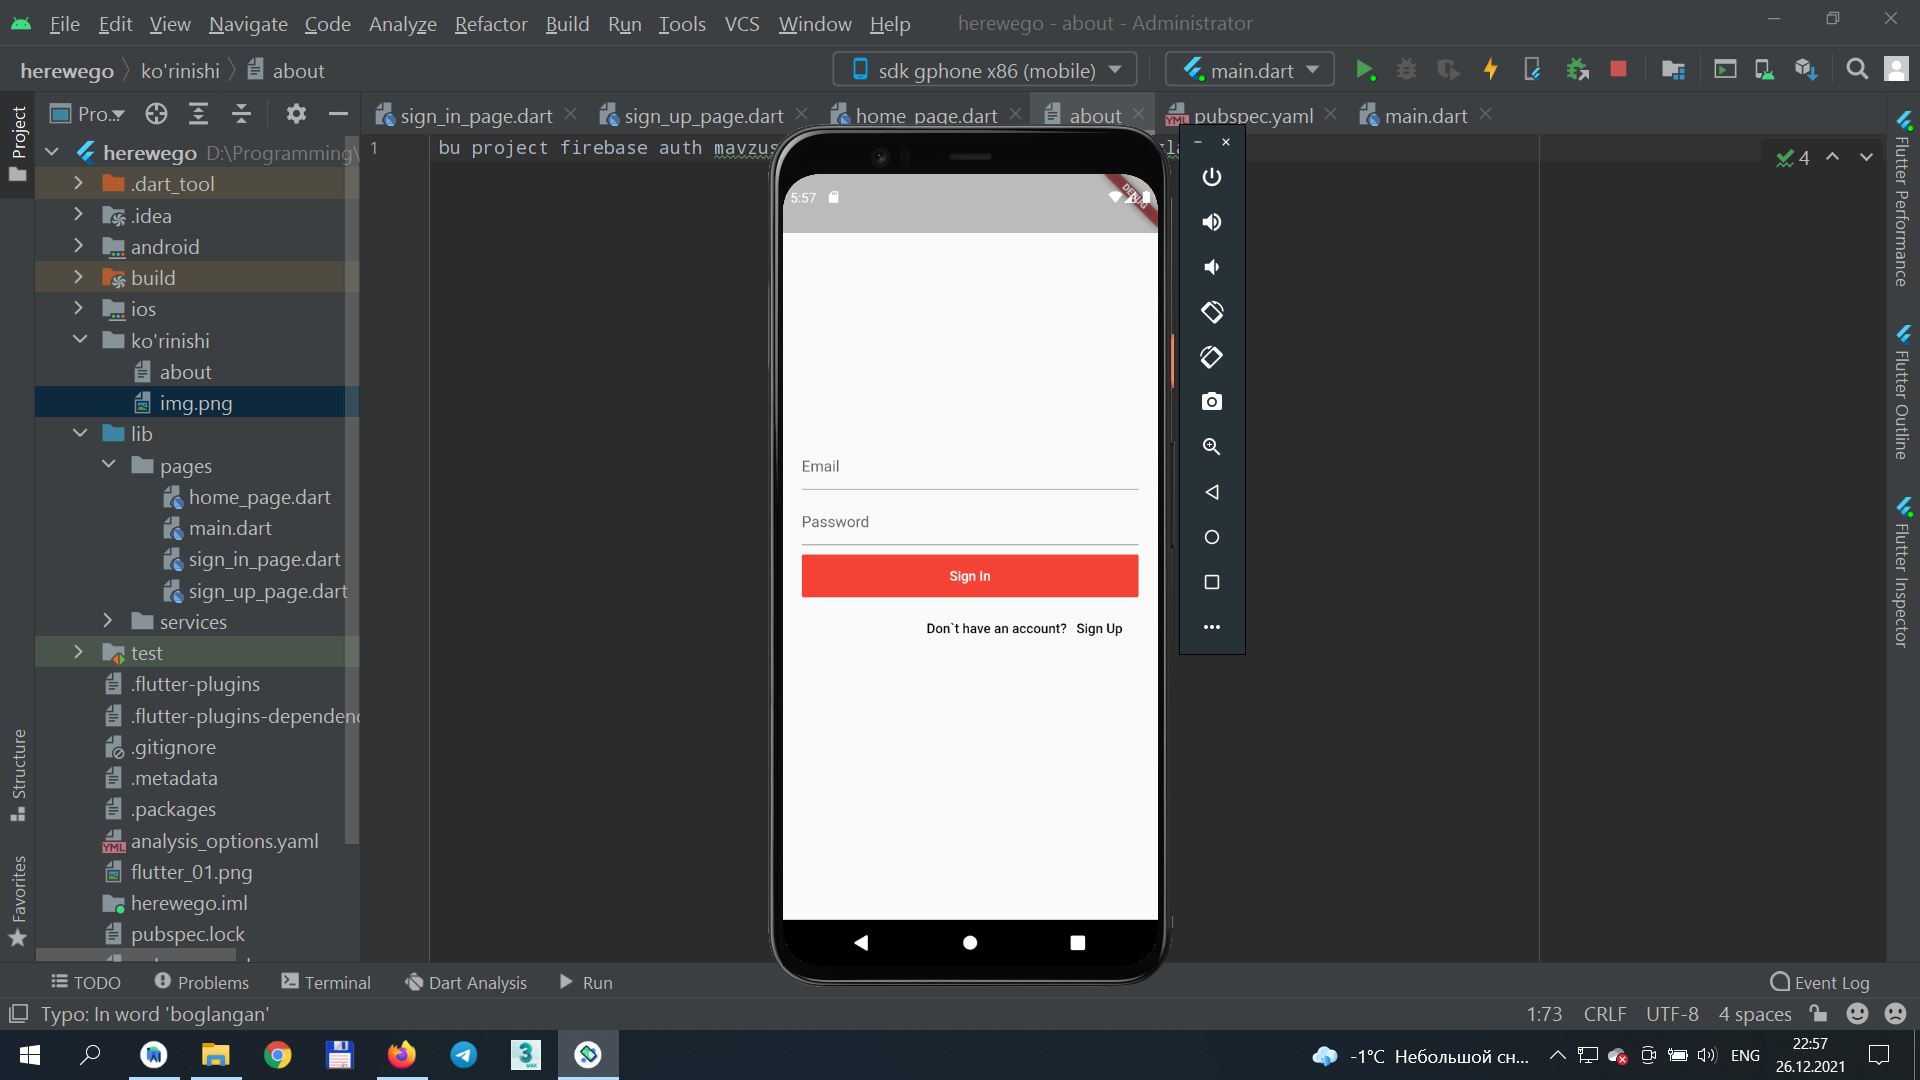 File Edit View Navigate Code Analyze Refactor Build Run Tools VCS Window Help herewego - about - Administrator
herewego ko'rinishi about sdk gphone x86 (mobile) main.dart
Pro... sign_in_page.dart sign_up_page.dart home_page.dart about pubspec.yaml main.dart
Project
herewego D:\Programming\
1 bu project firebase auth
4
.dart_tool
.idea
android
build
ios
ko'rinishi
about
img.png
lib
pages
home_page.dart
main.dart
sign_in_page.dart
sign_up_page.dart
services
test
.flutter-plugins
.flutter-plugins-dependenc
.gitignore
.metadata
.packages
analysis_options.yaml
flutter_01.png
herewego.iml
pubspec.lock
Structure
Favorites
5:57
DEBUG
Email
Password
Sign In
Don`t have an account? Sign Up
Flutter Performance
Flutter Outline
Flutter Inspector
TODO Problems Terminal Dart Analysis Run Event Log
Typo: In word 'boglangan' 1:73 CRLF UTF-8 4 spaces
-1°C Небольшой сн... ENG 22:57
26.12.2021